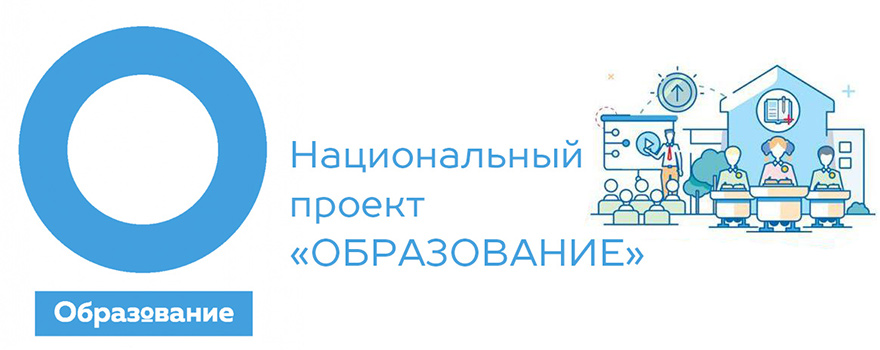 Национальный
проект
«ОБРАЗОВАНИЕ»
Образование